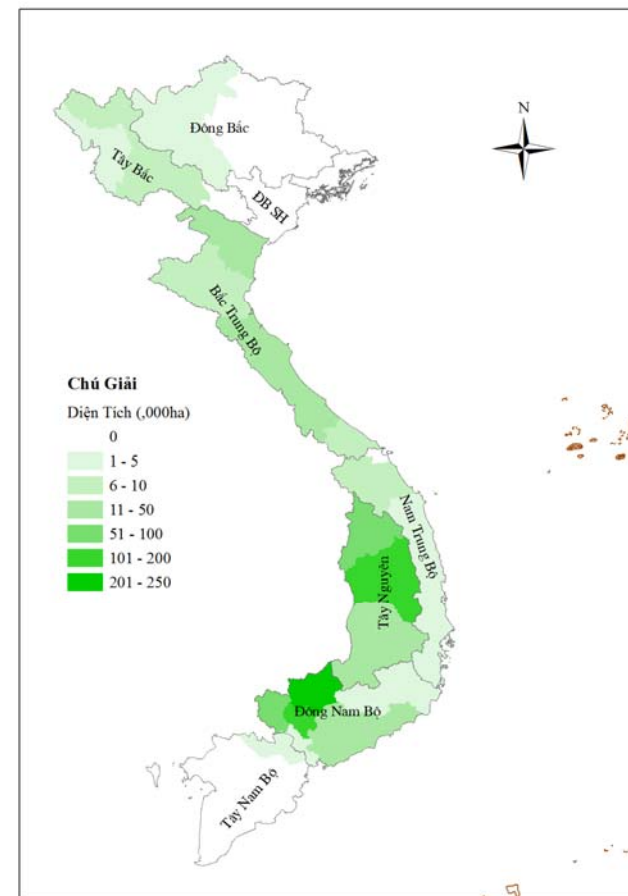 N
Đông Bắc
Tây Bắc
ĐB SH
Bắc Trung Bộ
Chú Giải
Diện Tích (,000ha)
0
1 - 5
6 - 10
11 - 50
51 - 100
101 - 200
201 - 250
Nam Trung Bộ
Tây Nguyên
Đông Nam Bộ
Tây Nam Bộ